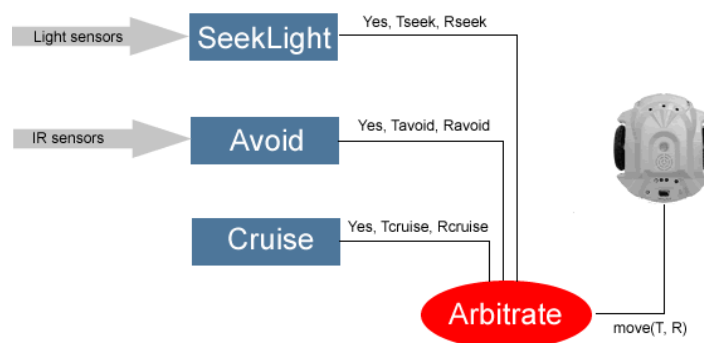 Light sensors
SeekLight
Yes, Tseek, Rseek
IR sensors
Avoid
Yes, Tavoid, Ravoid
Cruise
Yes, Tcruise, Rcruise
Arbitrate
move(T, R)